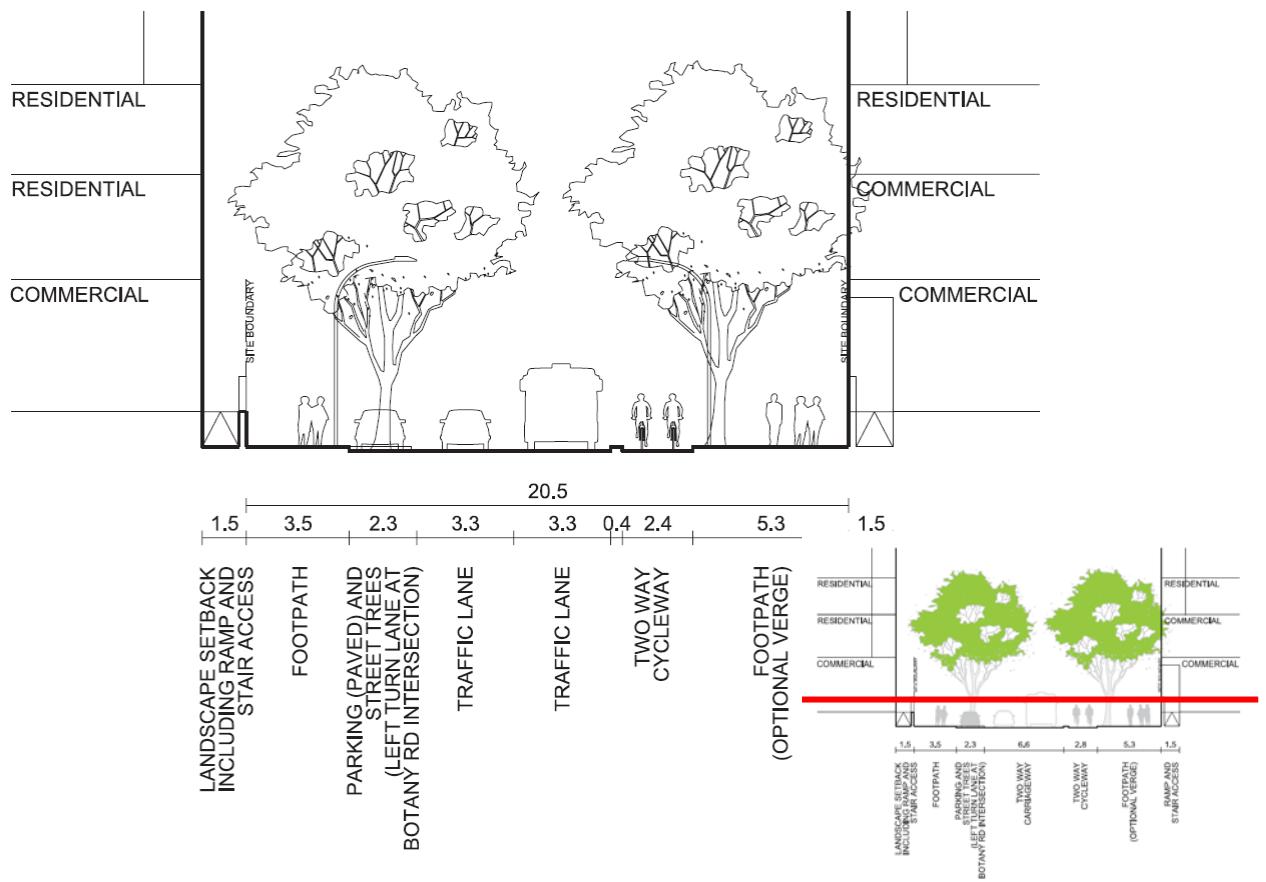 RESIDENTIAL
RESIDENTIAL
RESIDENTIAL
COMMERCIAL
COMMERCIAL
COMMERCIAL
SITE BOUNDARY
SITE BOUNDARY
20.5
1.5 3.5 2.3 3.3 3.3 0.4 2.4 5.3 1.5
LANDSCAPE SETBACK
INCLUDING RAMP AND
STAIR ACCESS
FOOTPATH
PARKING (PAVED) AND
STREET TREES
(LEFT TURN LANE AT
BOTANY RD INTERSECTION)
TRAFFIC LANE
TRAFFIC LANE
TWO WAY
CYCLEWAY
FOOTPATH
(OPTIONAL VERGE)
RESIDENTIAL
RESIDENTIAL
RESIDENTIAL
COMMERCIAL
COMMERCIAL
COMMERCIAL
1.5 3.5 2.3 6.6 2.8 5.3 1.5
LANDSCAPE SETBACK
INCLUDING RAMP AND
STAIR ACCESS
FOOTPATH
PARKING AND
STREET TREES
(LEFT TURN LANE AT
BOTANY RD INTERSECTION)
TWO WAY
CARRIAGEWAY
TWO WAY
CYCLEWAY
FOOTPATH
(OPTIONAL VERGE)
RAMP AND
STAIR ACCESS